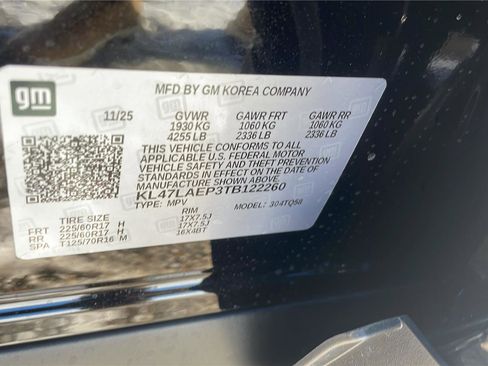 gm
MFD BY GM KOREA COMPANY
11/25 GVWR GAWR FRT GAWR RR
1930 KG 1060 KG 1060 KG
4255 LB 2336 LB 2336 LB
THIS VEHICLE CONFORMS TO ALL
APPLICABLE U.S. FEDERAL MOTOR
VEHICLE SAFETY AND THEFT PREVENTION
STANDARDS IN EFFECT ON THE DATE OF
MANUFACTURE SHOWN ABOVE.
KL47LAEP3TB122260
TYPE: MPV MODEL: 304TQ58
TIRE SIZE RIM
FRT 225/60R17 H 17X7.5J
RR 225/60R17 H 17X7.5J
SPA T125/70R16 M 16X4BT